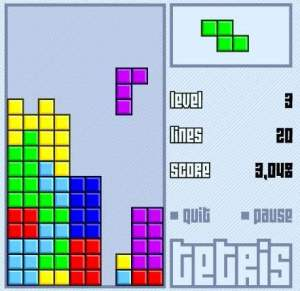 level 3
lines 20
score 3,048
quit pause
tetris